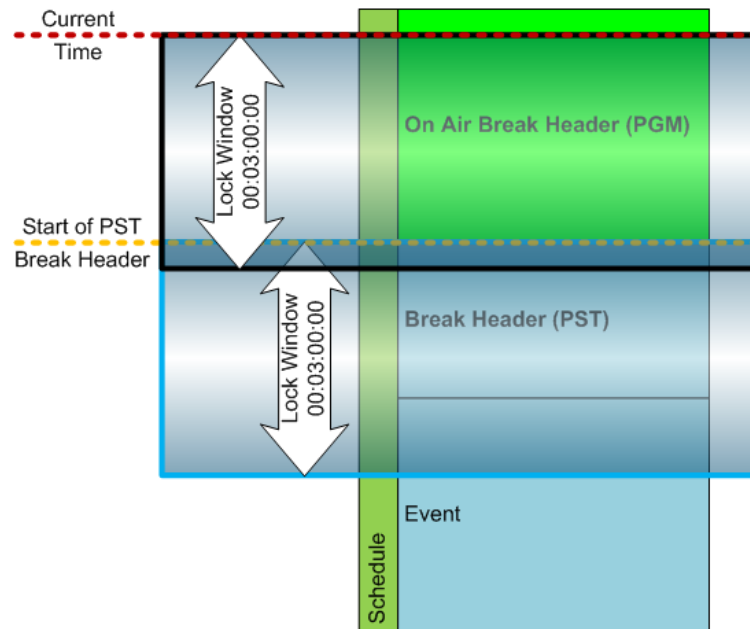 Current
Time
Lock Window
00:03:00:00
On Air Break Header (PGM)
Start of PST
Break Header
Lock Window
00:03:00:00
Break Header (PST)
Event
Schedule